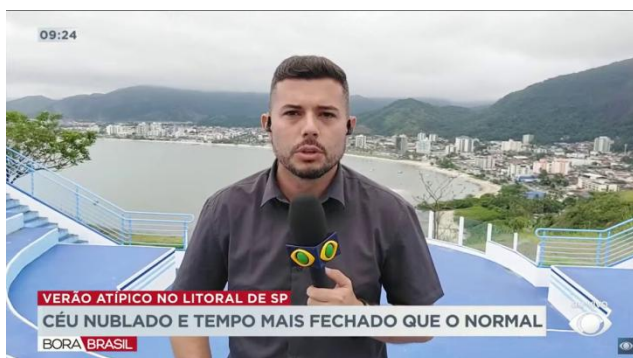 09:24
VERÃO ATÍPICO NO LITORAL DE SP
CÉU NUBLADO E TEMPO MAIS FECHADO QUE O NORMAL
BORA BRASIL